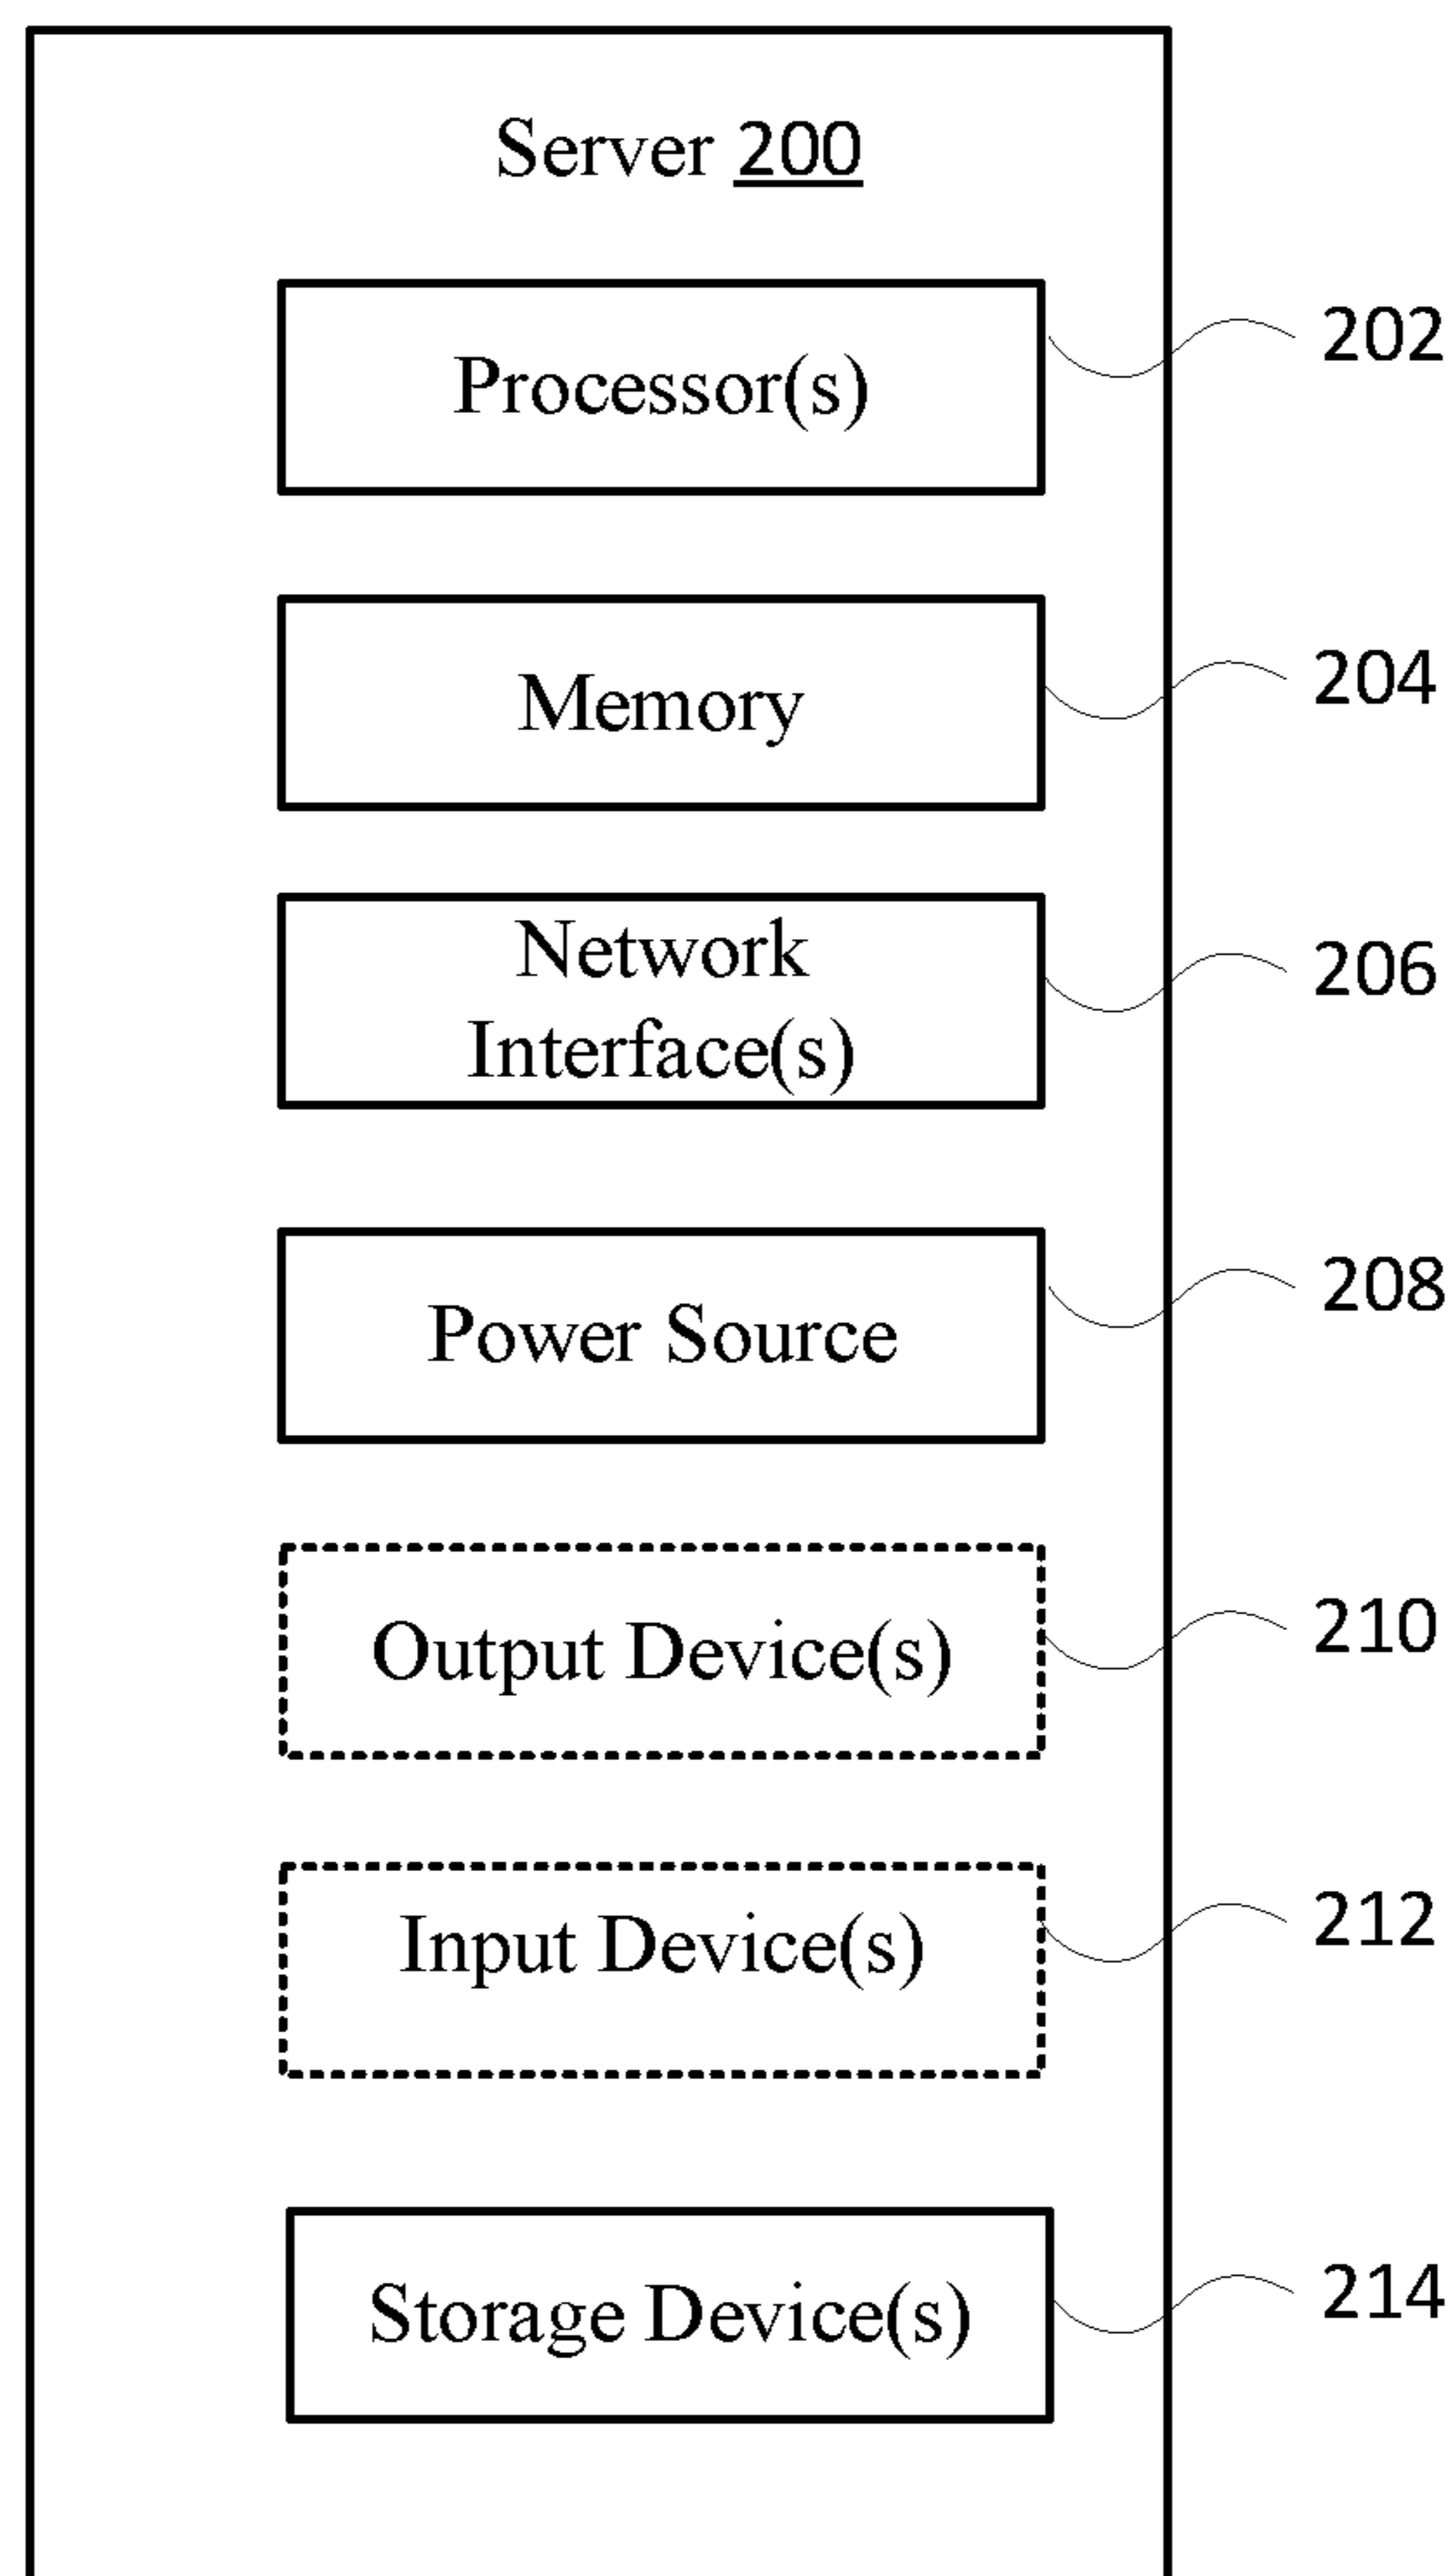 Server 200
Processor(s)
202
Memory
204
Network
Interface(s)
206
Power Source
208
Output Device(s)
210
Input Device(s)
212
Storage Device(s)
214